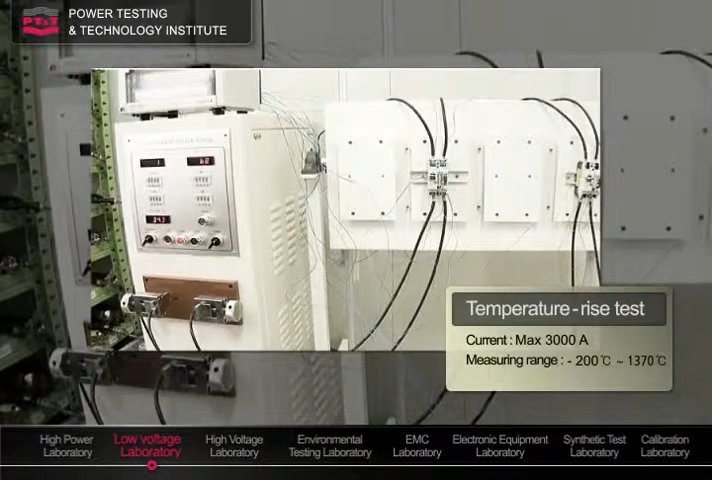 PT&T
POWER TESTING
& TECHNOLOGY INSTITUTE
Temperature-rise test
Current : Max 3000 A
Measuring range : - 200℃ ~ 1370℃
High Power
Laboratory
Low voltage
Laboratory
High Voltage
Laboratory
Environmental
Testing Laboratory
EMC
Laboratory
Electronic Equipment
Laboratory
Synthetic Test
Laboratory
Calibration
Laboratory